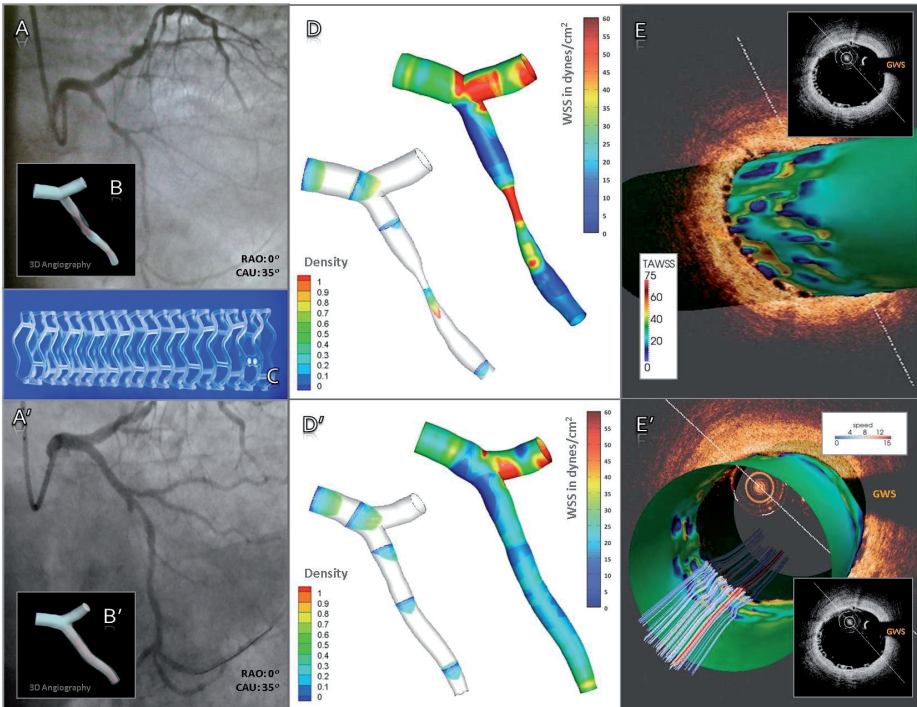 A
B
3D Angiography
RAO: 0°
CAU: 35°
C
D
WSS in dynes/cm²
60
55
50
45
40
35
30
25
20
15
10
5
0
Density
1
0.9
0.8
0.7
0.6
0.5
0.4
0.3
0.2
0.1
0
E
GWS
TAWSS
75
60
40
20
0
A'
B'
3D Angiography
RAO: 0°
CAU: 35°
D'
WSS in dynes/cm²
60
55
50
45
40
35
30
25
20
15
10
5
0
Density
1
0.9
0.8
0.7
0.6
0.5
0.4
0.3
0.2
0.1
0
E'
speed
4 8 12
0 15
GWS
GWS